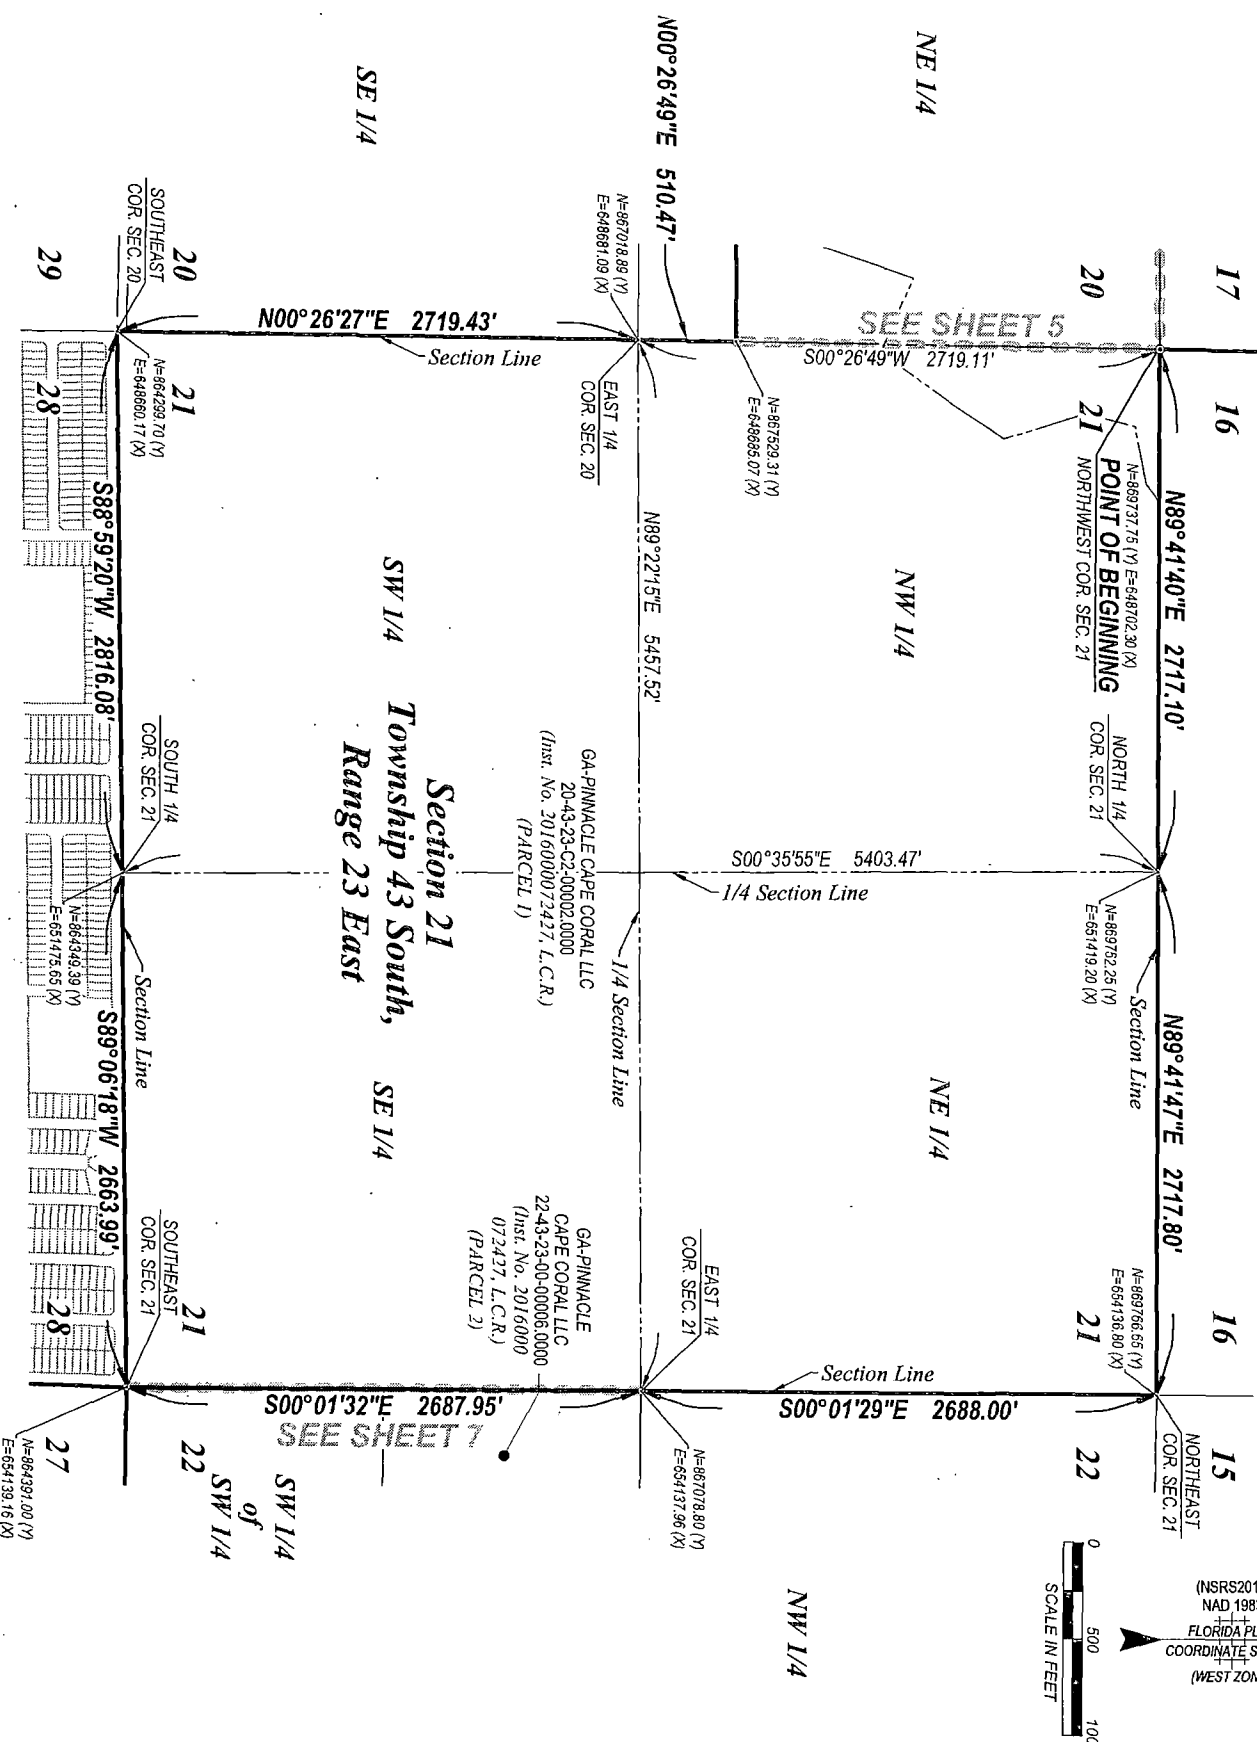 17
16
16
15
20
21
21
22
N89°41'40"E 2717.10'
N89°41'47"E 2717.80'
N=869737.75 (Y) E=648702.30 (X)
POINT OF BEGINNING
NORTHWEST COR. SEC. 21
NORTH 1/4
COR. SEC. 21
N=869752.25 (Y)
E=651419.20 (X)
Section Line
N=869766.65 (Y)
E=654136.80 (X)
NORTHEAST
COR. SEC. 21
(NSRS201
NAD 198
FLORIDA PL
COORDINATE S
(WEST ZON
0
500
100
SCALE IN FEET
NE 1/4
NW 1/4
NE 1/4
NW 1/4
SEE SHEET 5
S00°26'49"W 2719.11'
N=867529.31 (Y)
E=648685.07 (X)
N00°26'49"E 510.47'
N=867018.89 (Y)
E=648681.09 (X)
EAST 1/4
COR. SEC. 20
N89°22'15"E 5457.52'
S00°35'55"E 5403.47'
1/4 Section Line
1/4 Section Line
Section Line
S00°01'29"E 2688.00'
EAST 1/4
COR. SEC. 21
N=867078.80 (Y)
E=654137.96 (X)
GA-PINNACLE CAPE CORAL LLC
20-43-23-C2-00002.0000
(Inst. No. 2016000072427, L.C.R.)
(PARCEL 1)
GA-PINNACLE
CAPE CORAL LLC
22-43-23-00-00006.0000
(Inst. No. 2016000
072427, L.C.R.)
(PARCEL 2)
SE 1/4
SW 1/4
Section 21
Township 43 South,
Range 23 East
SE 1/4
N00°26'27"E 2719.43'
Section Line
S00°01'32"E 2687.95'
SEE SHEET 7
SW 1/4
of
SW 1/4
20
21
21
22
SOUTHEAST
COR. SEC. 20
N=864299.70 (Y)
E=648660.17 (X)
SOUTH 1/4
COR. SEC. 21
Section Line
SOUTHEAST
COR. SEC. 21
S88°59'20"W 2816.08'
N=864349.39 (Y)
E=651475.65 (X)
S89°06'18"W 2663.99'
29
28
28
27
N=864391.00 (Y)
E=654139.16 (X)